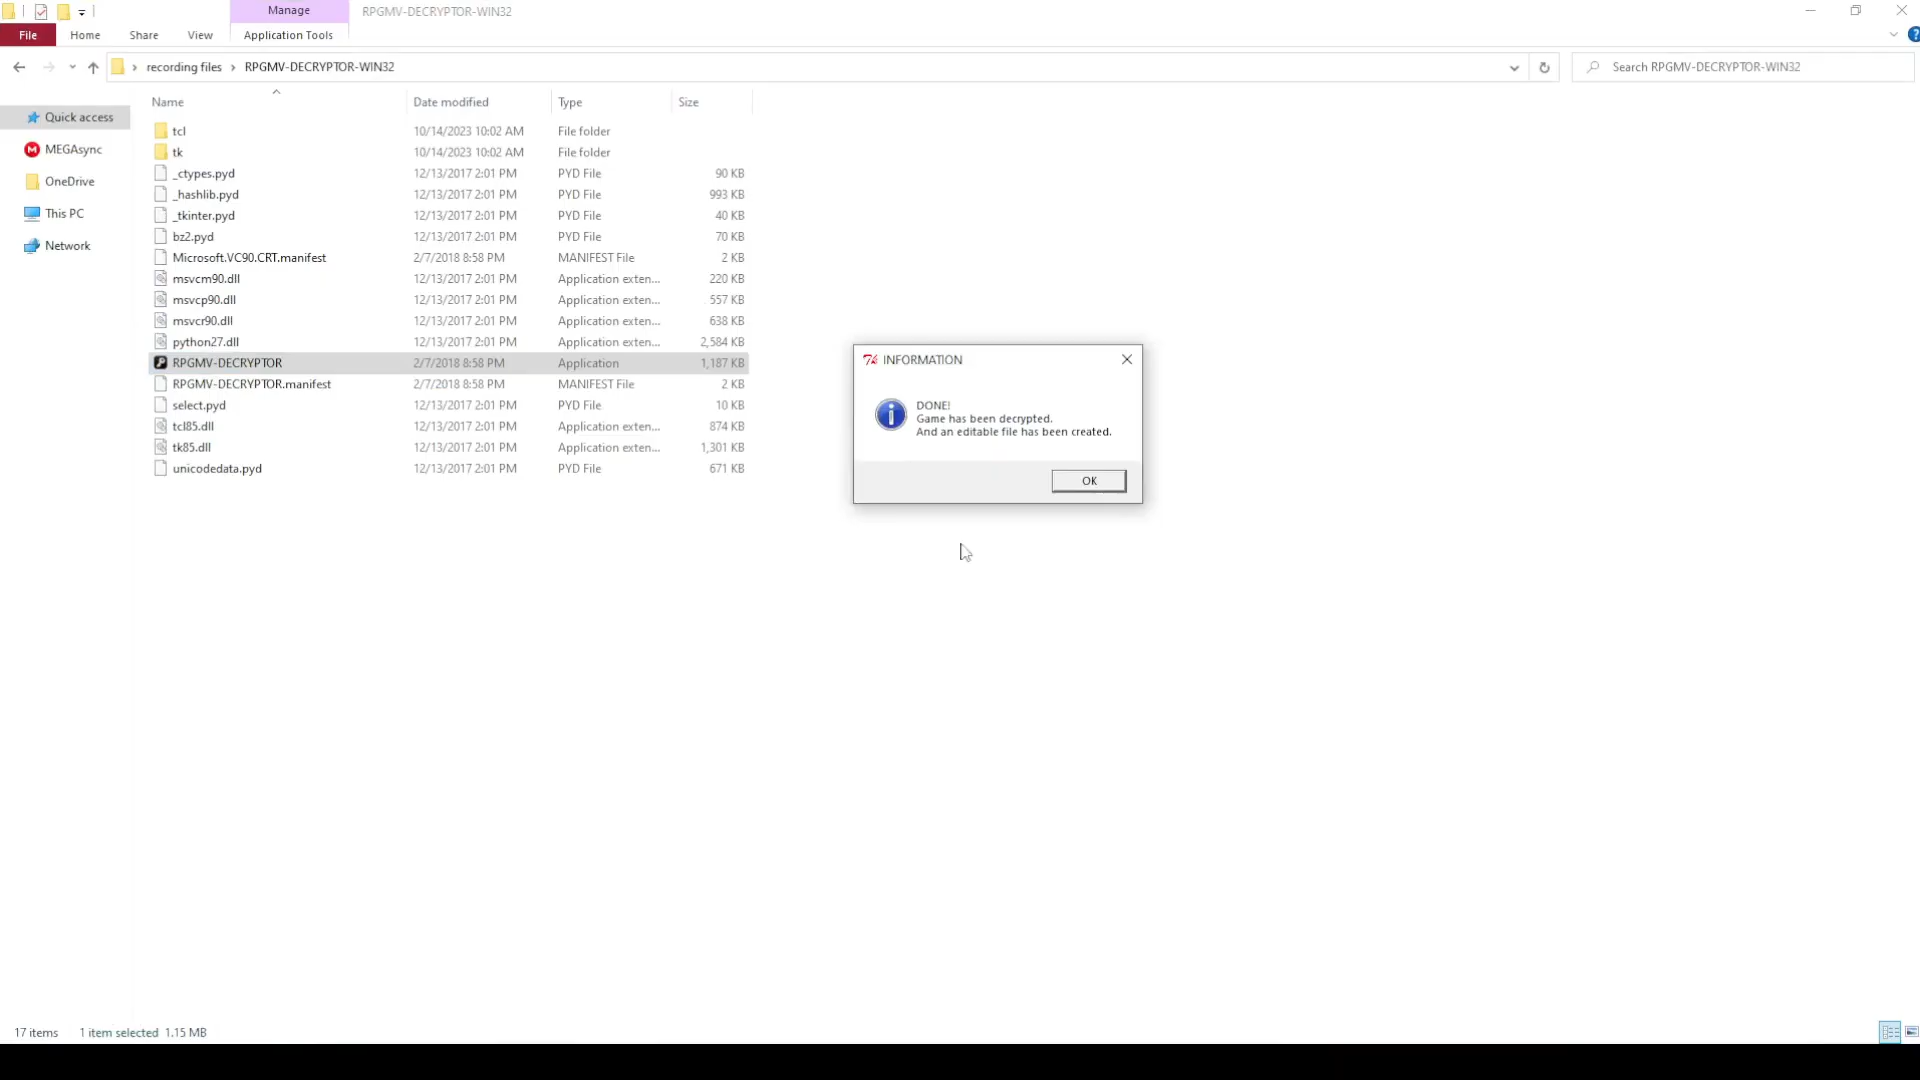 Manage
RPGMV-DECRYPTOR-WIN32
File
Home
Share
View
Application Tools
recording files
RPGMV-DECRYPTOR-WIN32
Search RPGMV-DECRYPTOR-WIN32
Name
Date modified
Type
Size
Quick access
MEGAsync
OneDrive
This PC
Network
tcl 10/14/2023 10:02 AM File folder
tk 10/14/2023 10:02 AM File folder
_ctypes.pyd 12/13/2017 2:01 PM PYD File 90 KB
_hashlib.pyd 12/13/2017 2:01 PM PYD File 993 KB
_tkinter.pyd 12/13/2017 2:01 PM PYD File 40 KB
bz2.pyd 12/13/2017 2:01 PM PYD File 70 KB
Microsoft.VC90.CRT.manifest 2/7/2018 8:58 PM MANIFEST File 2 KB
msvcm90.dll 12/13/2017 2:01 PM Application exten... 220 KB
msvcp90.dll 12/13/2017 2:01 PM Application exten... 557 KB
msvcr90.dll 12/13/2017 2:01 PM Application exten... 638 KB
python27.dll 12/13/2017 2:01 PM Application exten... 2,584 KB
RPGMV-DECRYPTOR 2/7/2018 8:58 PM Application 1,187 KB
RPGMV-DECRYPTOR.manifest 2/7/2018 8:58 PM MANIFEST File 2 KB
select.pyd 12/13/2017 2:01 PM PYD File 10 KB
tcl85.dll 12/13/2017 2:01 PM Application exten... 874 KB
tk85.dll 12/13/2017 2:01 PM Application exten... 1,301 KB
unicodedata.pyd 12/13/2017 2:01 PM PYD File 671 KB
INFORMATION
DONE!
Game has been decrypted.
And an editable file has been created.
OK
17 items
1 item selected 1.15 MB